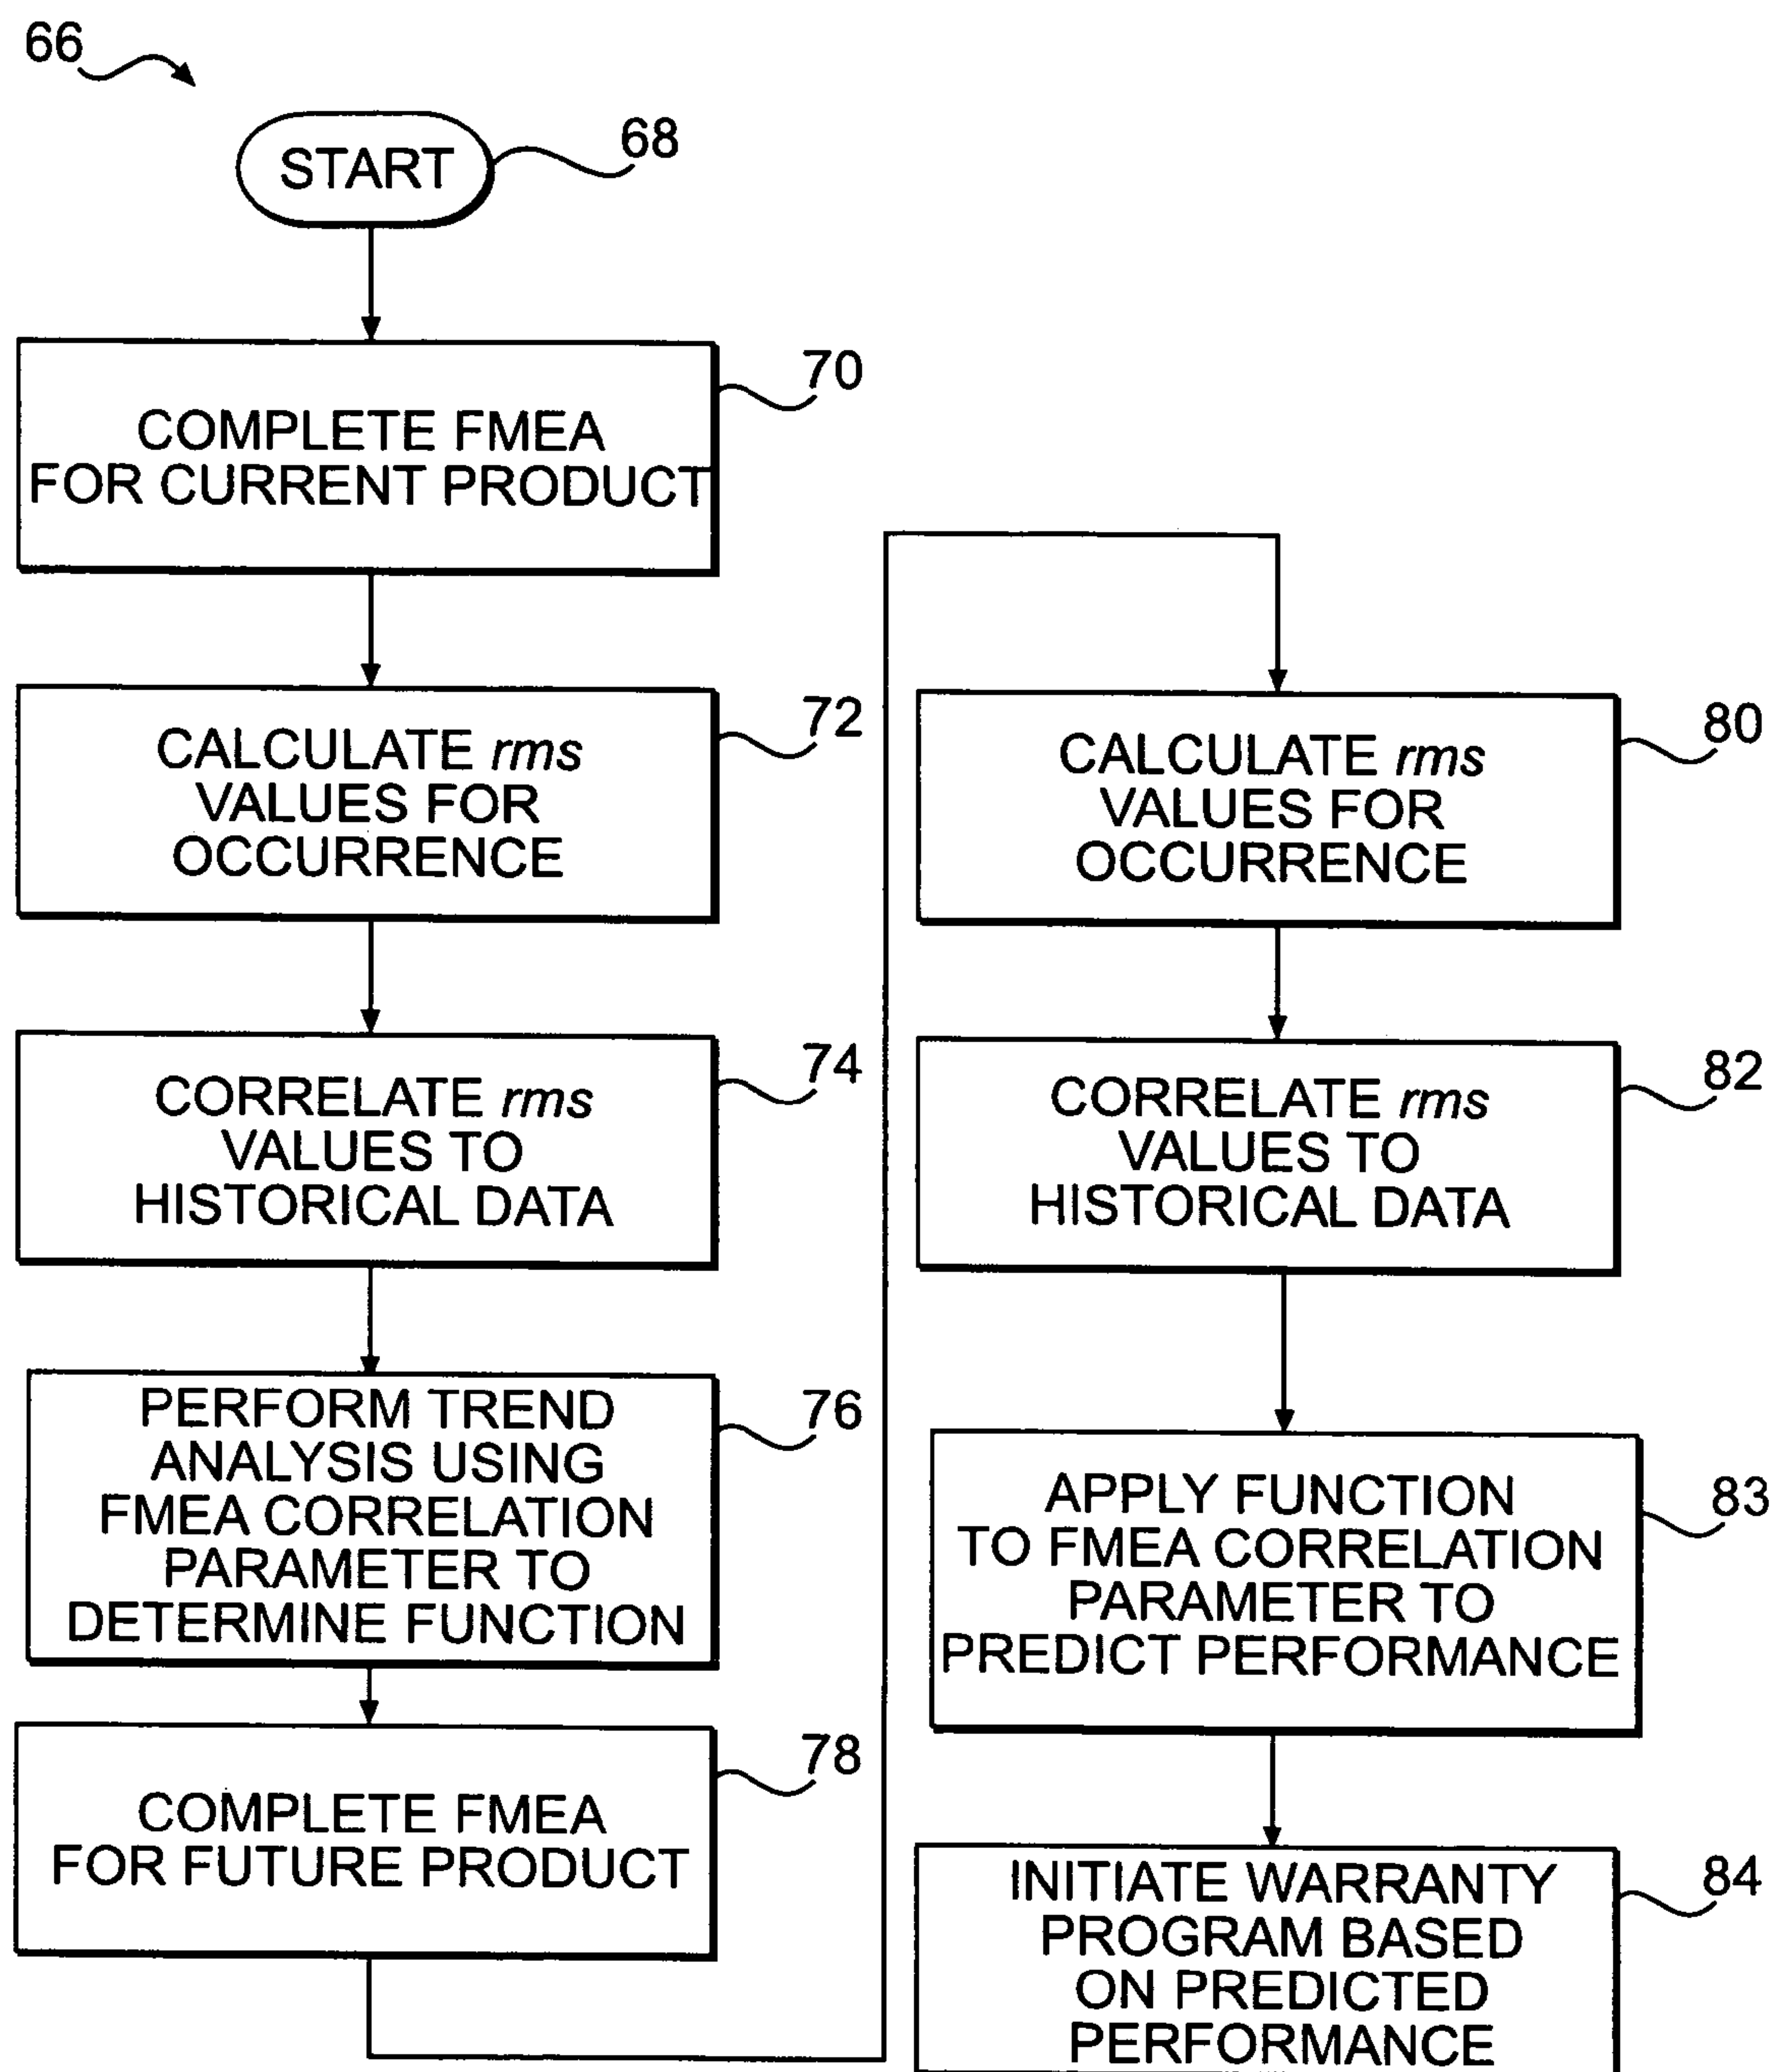 66
START
68
COMPLETE FMEA
FOR CURRENT PRODUCT
70
CALCULATE rms
VALUES FOR
OCCURRENCE
72
CORRELATE rms
VALUES TO
HISTORICAL DATA
74
PERFORM TREND
ANALYSIS USING
FMEA CORRELATION
PARAMETER TO
DETERMINE FUNCTION
76
COMPLETE FMEA
FOR FUTURE PRODUCT
78
CALCULATE rms
VALUES FOR
OCCURRENCE
80
CORRELATE rms
VALUES TO
HISTORICAL DATA
82
APPLY FUNCTION
TO FMEA CORRELATION
PARAMETER TO
PREDICT PERFORMANCE
83
INITIATE WARRANTY
PROGRAM BASED
ON PREDICTED
PERFORMANCE
84